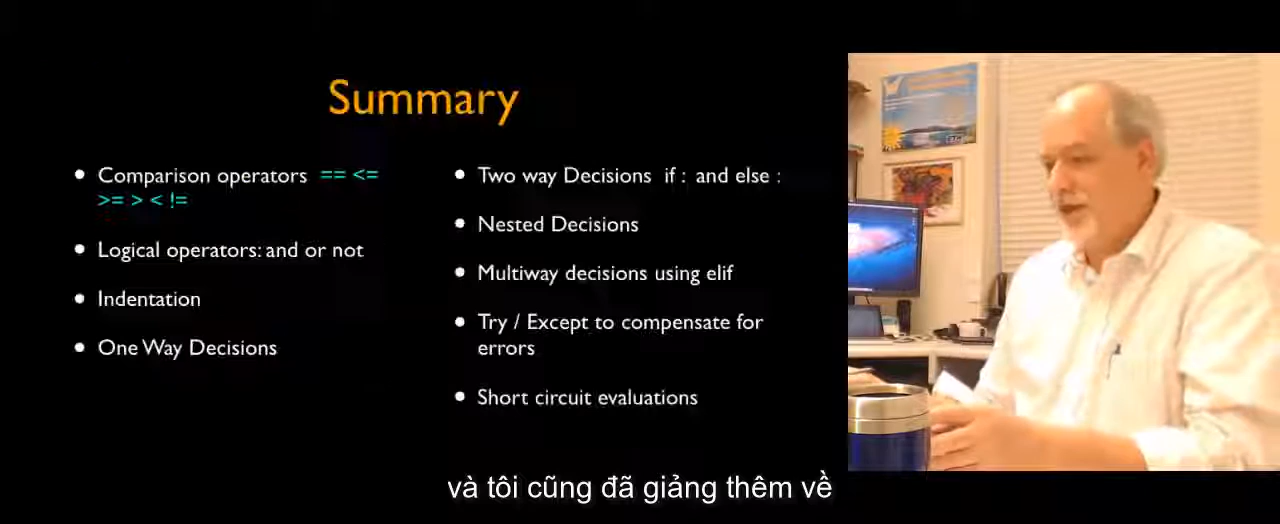 Summary
Comparison operators == <=
>= > < !=
Logical operators: and or not
Indentation
One Way Decisions
Two way Decisions if : and else :
Nested Decisions
Multiway decisions using elif
Try / Except to compensate for
errors
Short circuit evaluations
và tôi cũng đã giảng thêm về